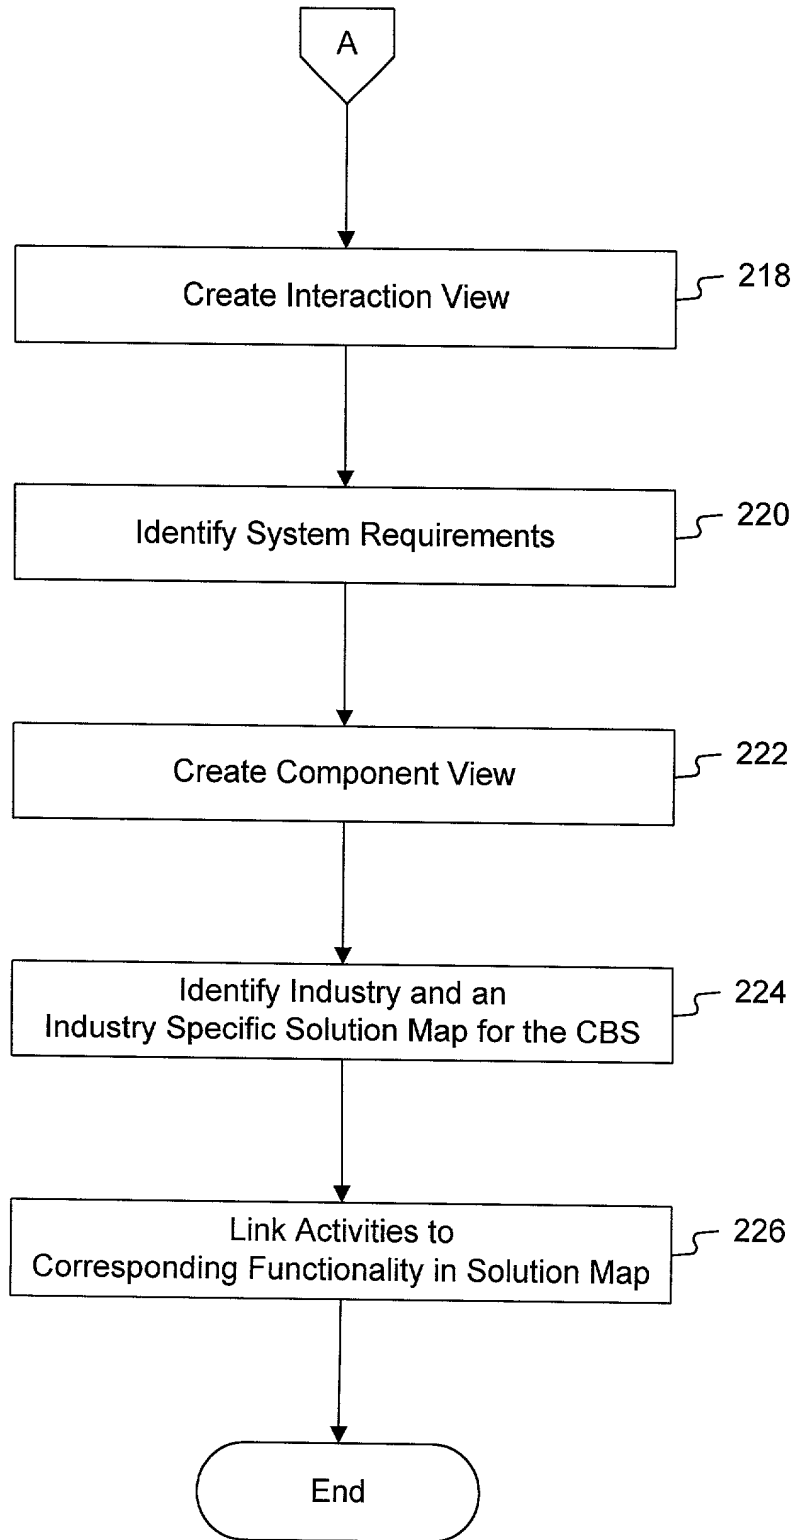 A
Create Interaction View
218
Identify System Requirements
220
Create Component View
222
Identify Industry and an
Industry Specific Solution Map for the CBS
224
Link Activities to
Corresponding Functionality in Solution Map
226
End